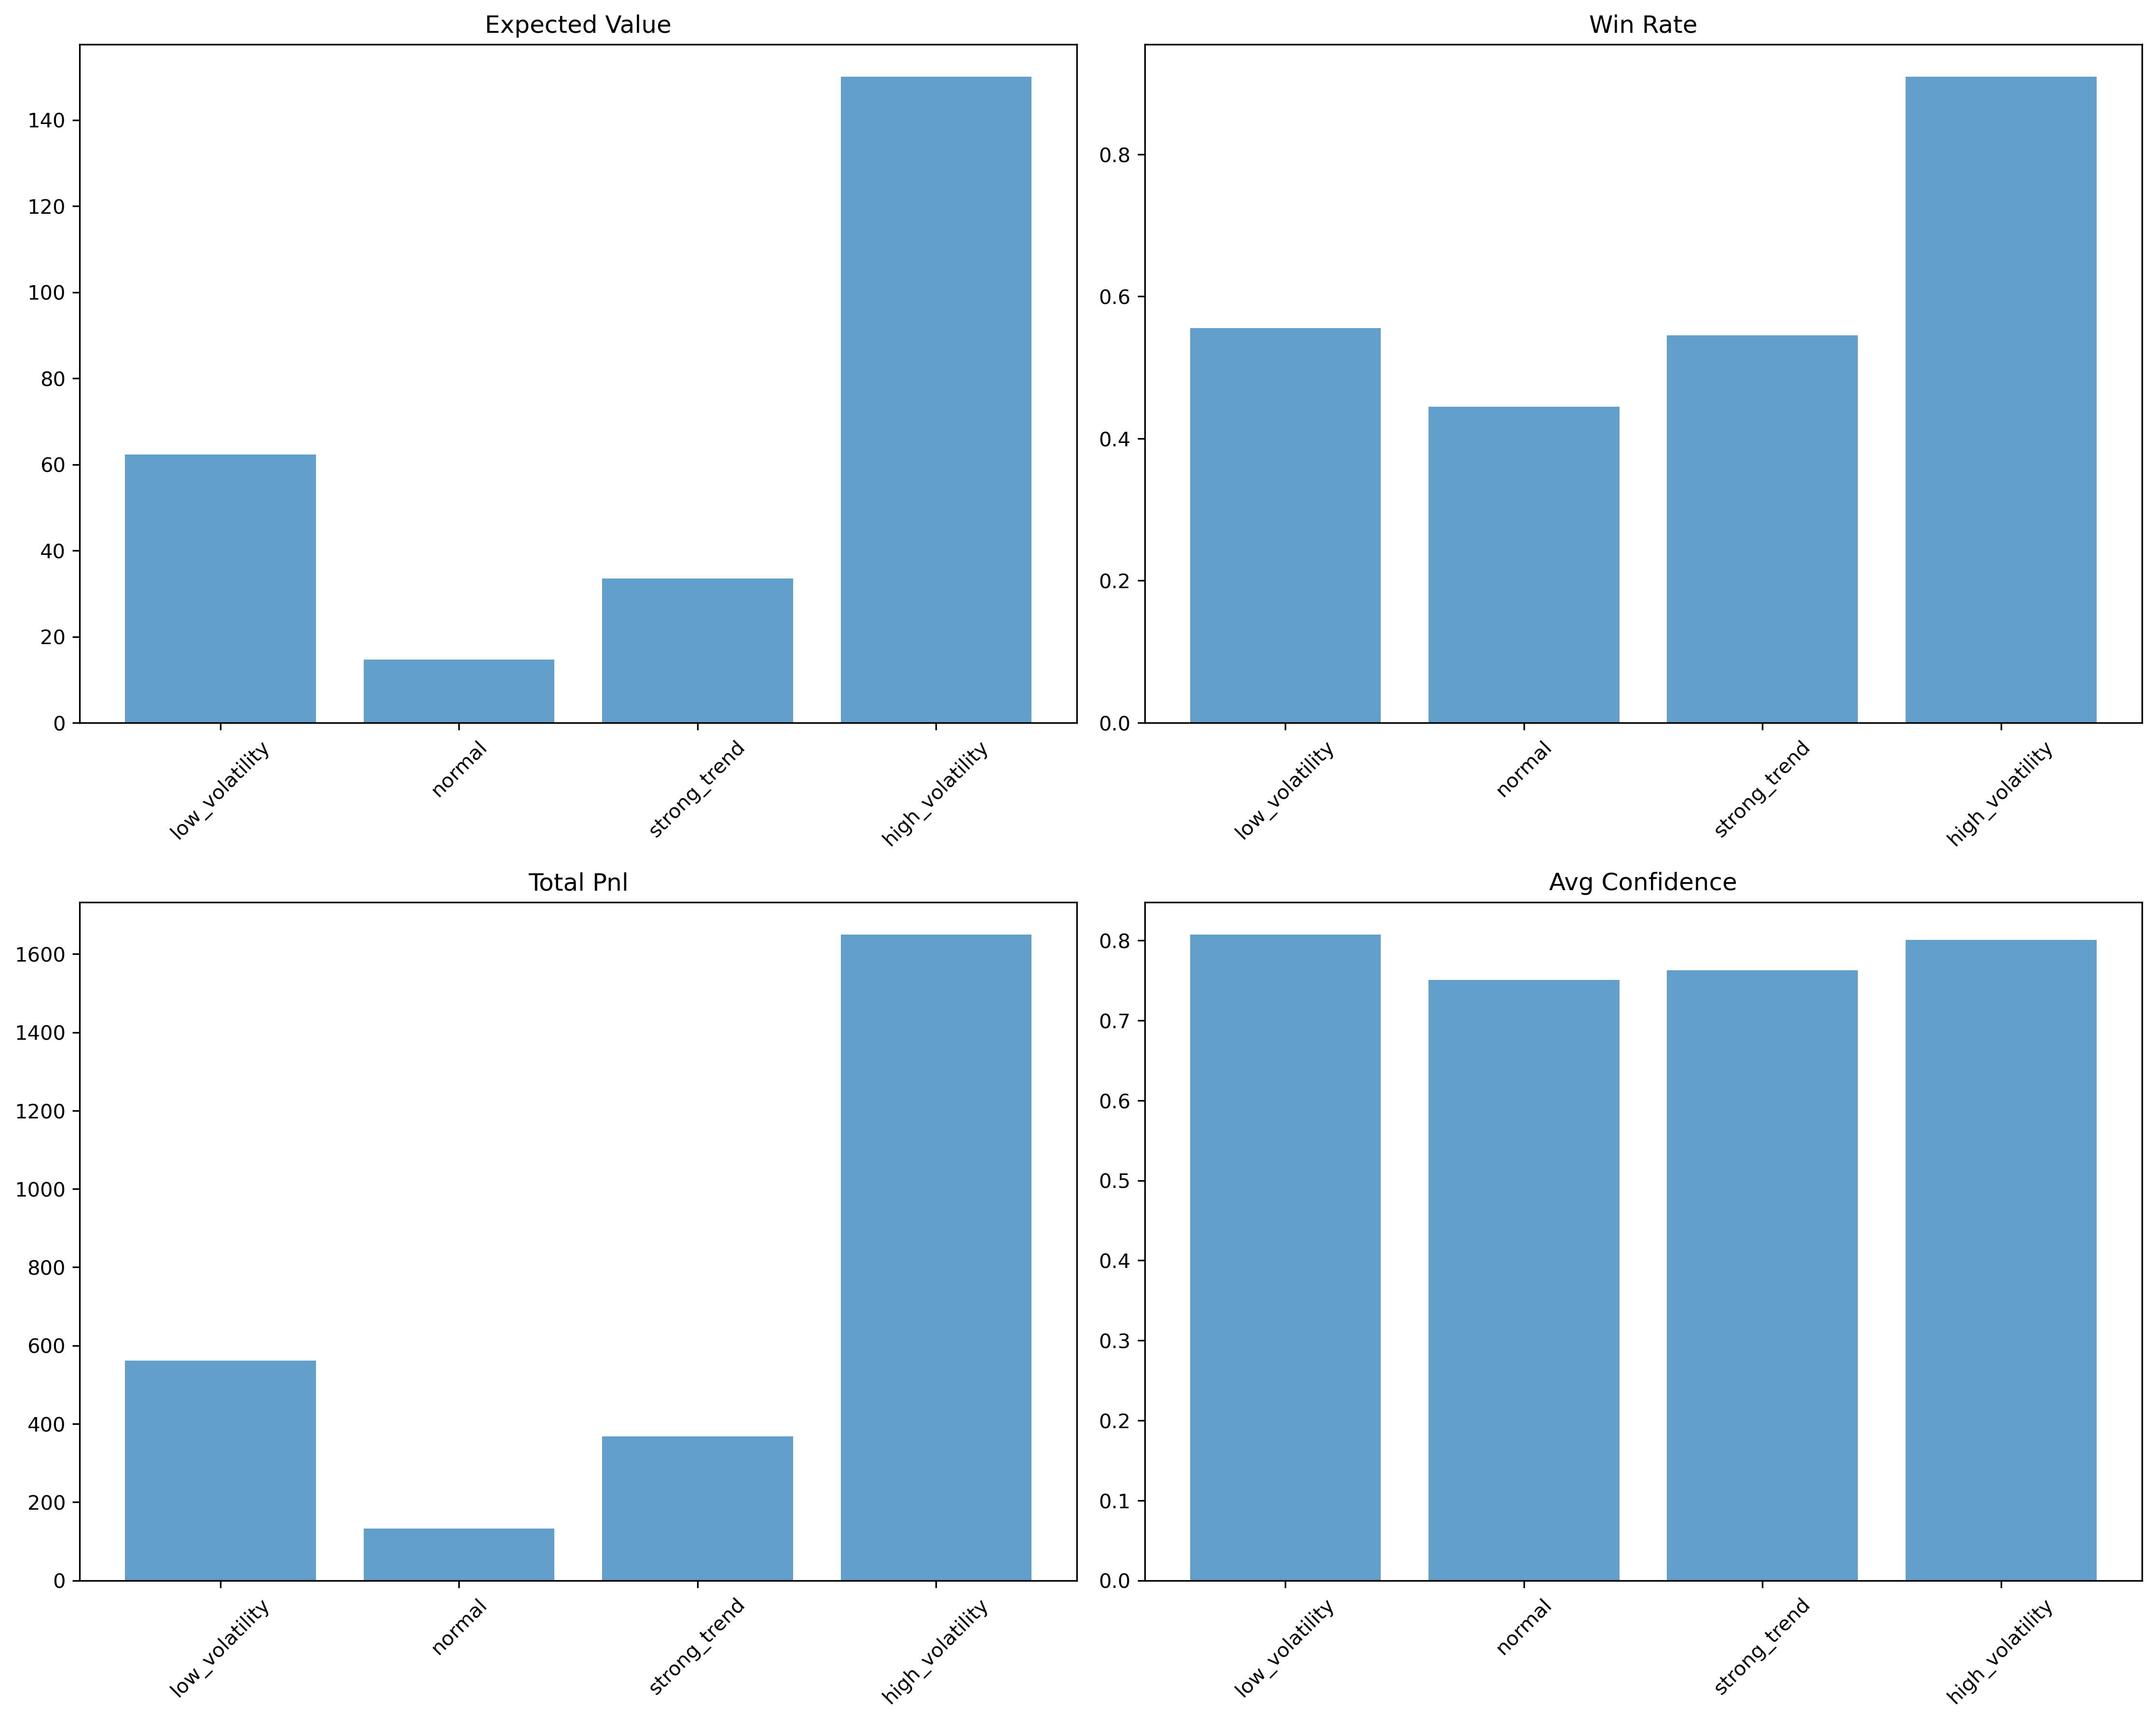 Expected Value
140
120
100
80
60
40
20
0
low_volatility
normal
strong_trend
high_volatility
Win Rate
0.8
0.6
0.4
0.2
0.0
low_volatility
normal
strong_trend
high_volatility
Total Pnl
1600
1400
1200
1000
800
600
400
200
0
low_volatility
normal
strong_trend
high_volatility
Avg Confidence
0.8
0.7
0.6
0.5
0.4
0.3
0.2
0.1
0.0
low_volatility
normal
strong_trend
high_volatility